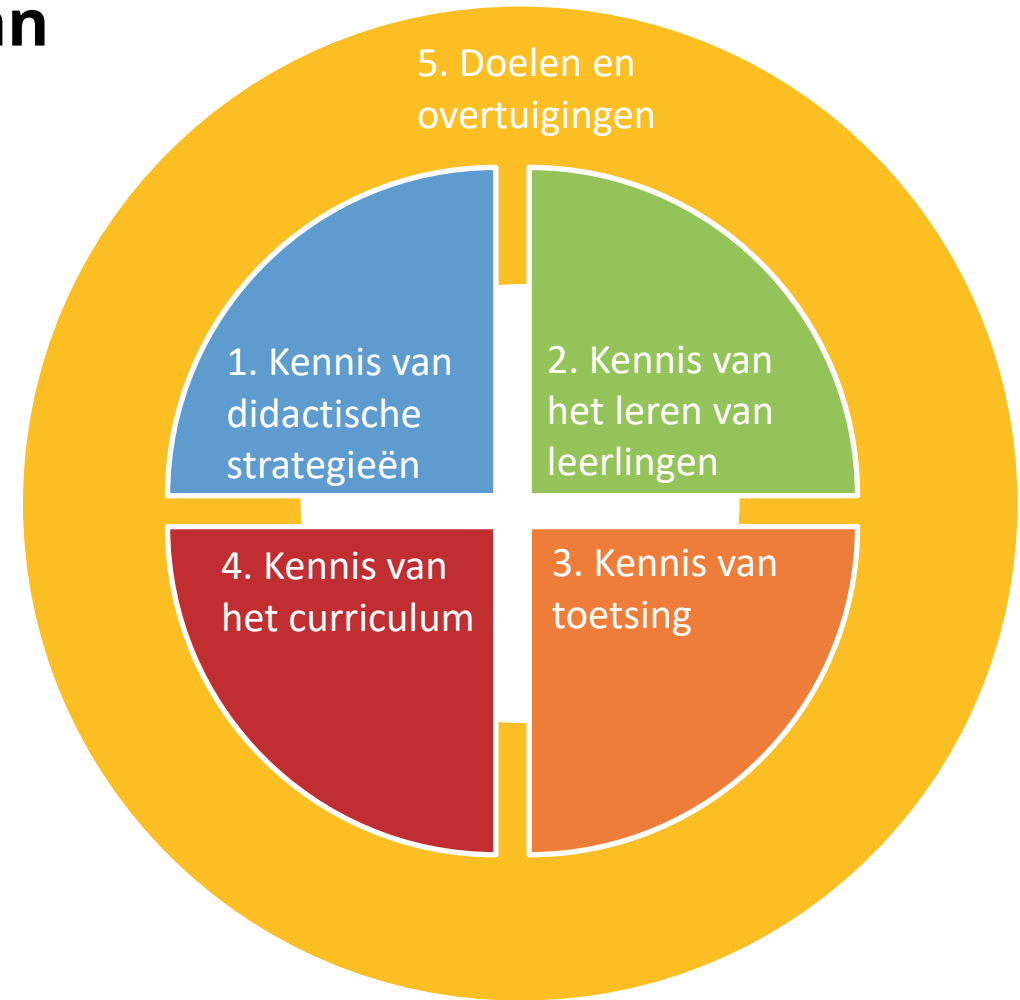 5. Doelen en
overtuigingen
1. Kennis van
didactische
strategieën
2. Kennis van
het leren van
leerlingen
4. Kennis van
het curriculum
3. Kennis van
toetsing